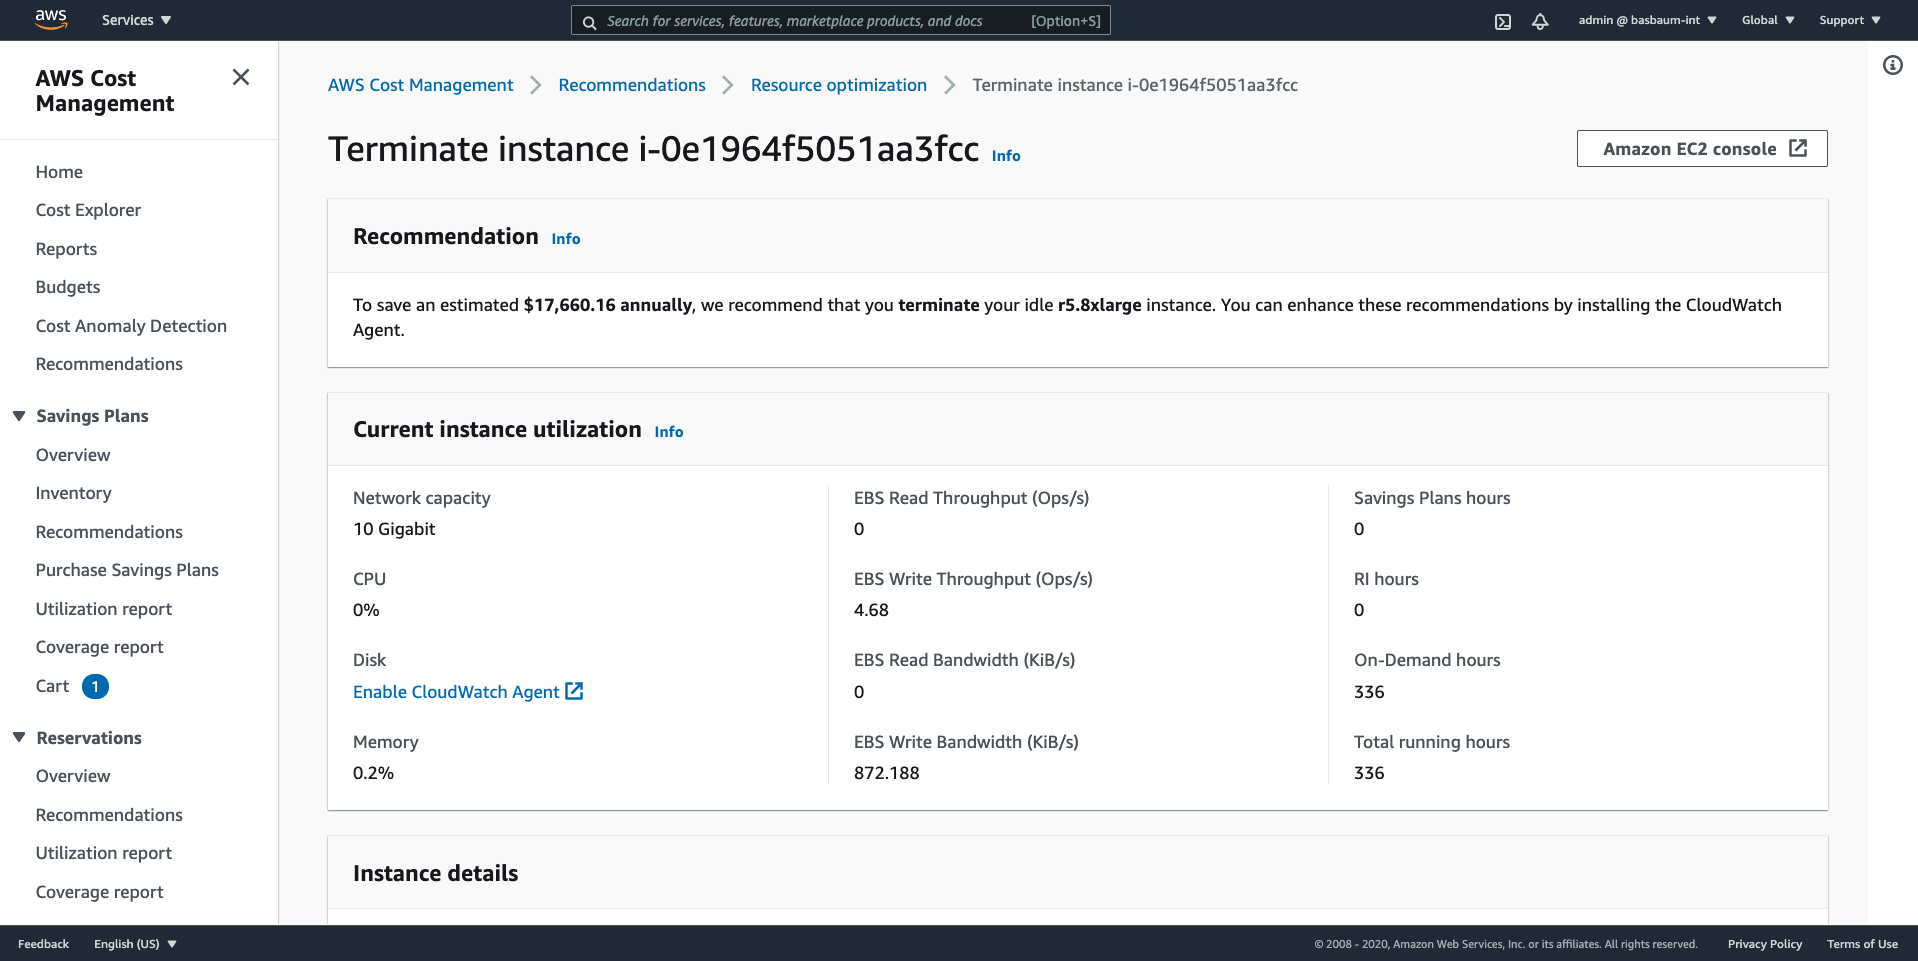 aws
Services
Search for services, features, marketplace products, and docs [Option+S]
admin @ basbaum-int
Global
Support
AWS Cost
Management
Home
Cost Explorer
Reports
Budgets
Cost Anomaly Detection
Recommendations
Savings Plans
Overview
Inventory
Recommendations
Purchase Savings Plans
Utilization report
Coverage report
Cart 1
Reservations
Overview
Recommendations
Utilization report
Coverage report
AWS Cost Management
Recommendations
Resource optimization
Terminate instance i-0e1964f5051aa3fcc
Terminate instance i-0e1964f5051aa3fcc Info
Amazon EC2 console
Recommendation Info
To save an estimated $17,660.16 annually, we recommend that you terminate your idle r5.8xlarge instance. You can enhance these recommendations by installing the CloudWatch
Agent.
Current instance utilization Info
Network capacity
10 Gigabit
CPU
0%
Disk
Enable CloudWatch Agent
Memory
0.2%
EBS Read Throughput (Ops/s)
0
EBS Write Throughput (Ops/s)
4.68
EBS Read Bandwidth (KiB/s)
0
EBS Write Bandwidth (KiB/s)
872.188
Savings Plans hours
0
RI hours
0
On-Demand hours
336
Total running hours
336
Instance details
Feedback
English (US)
© 2008 - 2020, Amazon Web Services, Inc. or its affiliates. All rights reserved.
Privacy Policy
Terms of Use